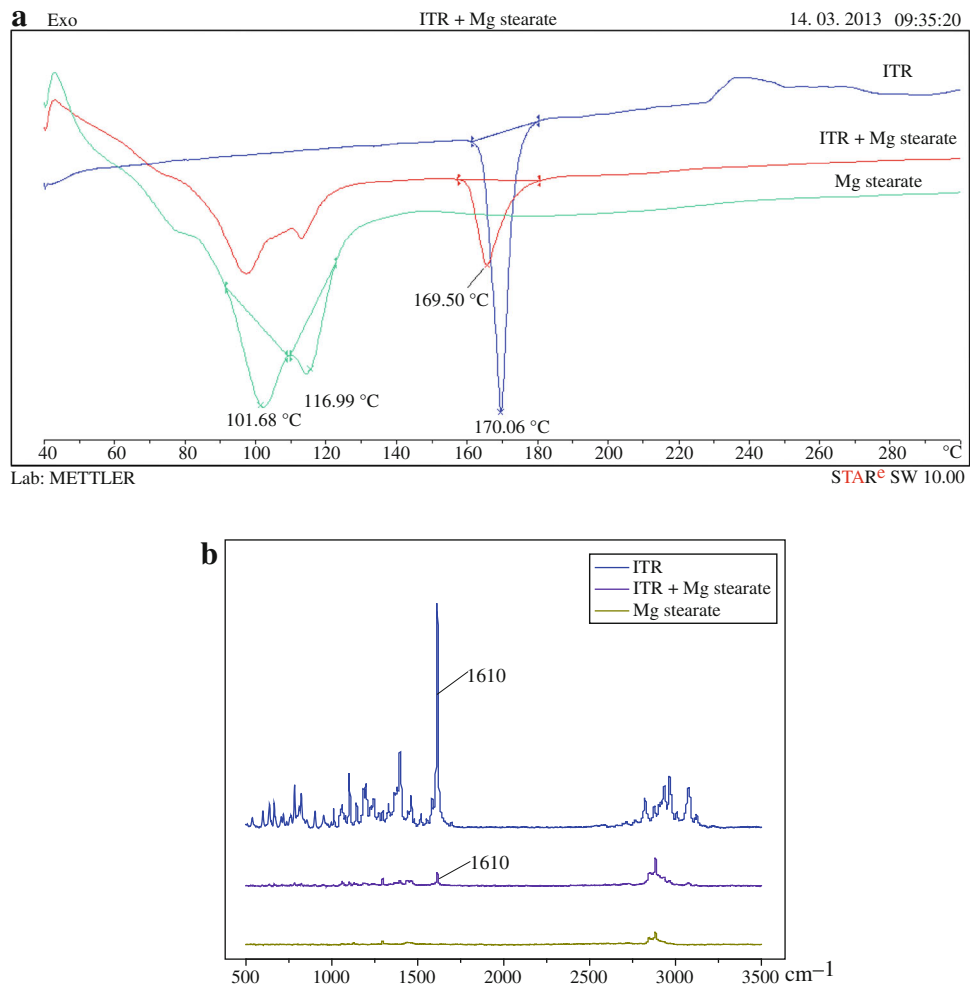 a Exo ITR + Mg stearate 14. 03. 2013 09:35:20
ITR
ITR + Mg stearate
Mg stearate
169.50 °C
116.99 °C
101.68 °C
170.06 °C
40 60 80 100 120 140 160 180 200 220 240 260 280 °C
Lab: METTLER STARe SW 10.00
b
ITR
ITR + Mg stearate
Mg stearate
1610
1610
500 1000 1500 2000 2500 3000 3500 cm–1